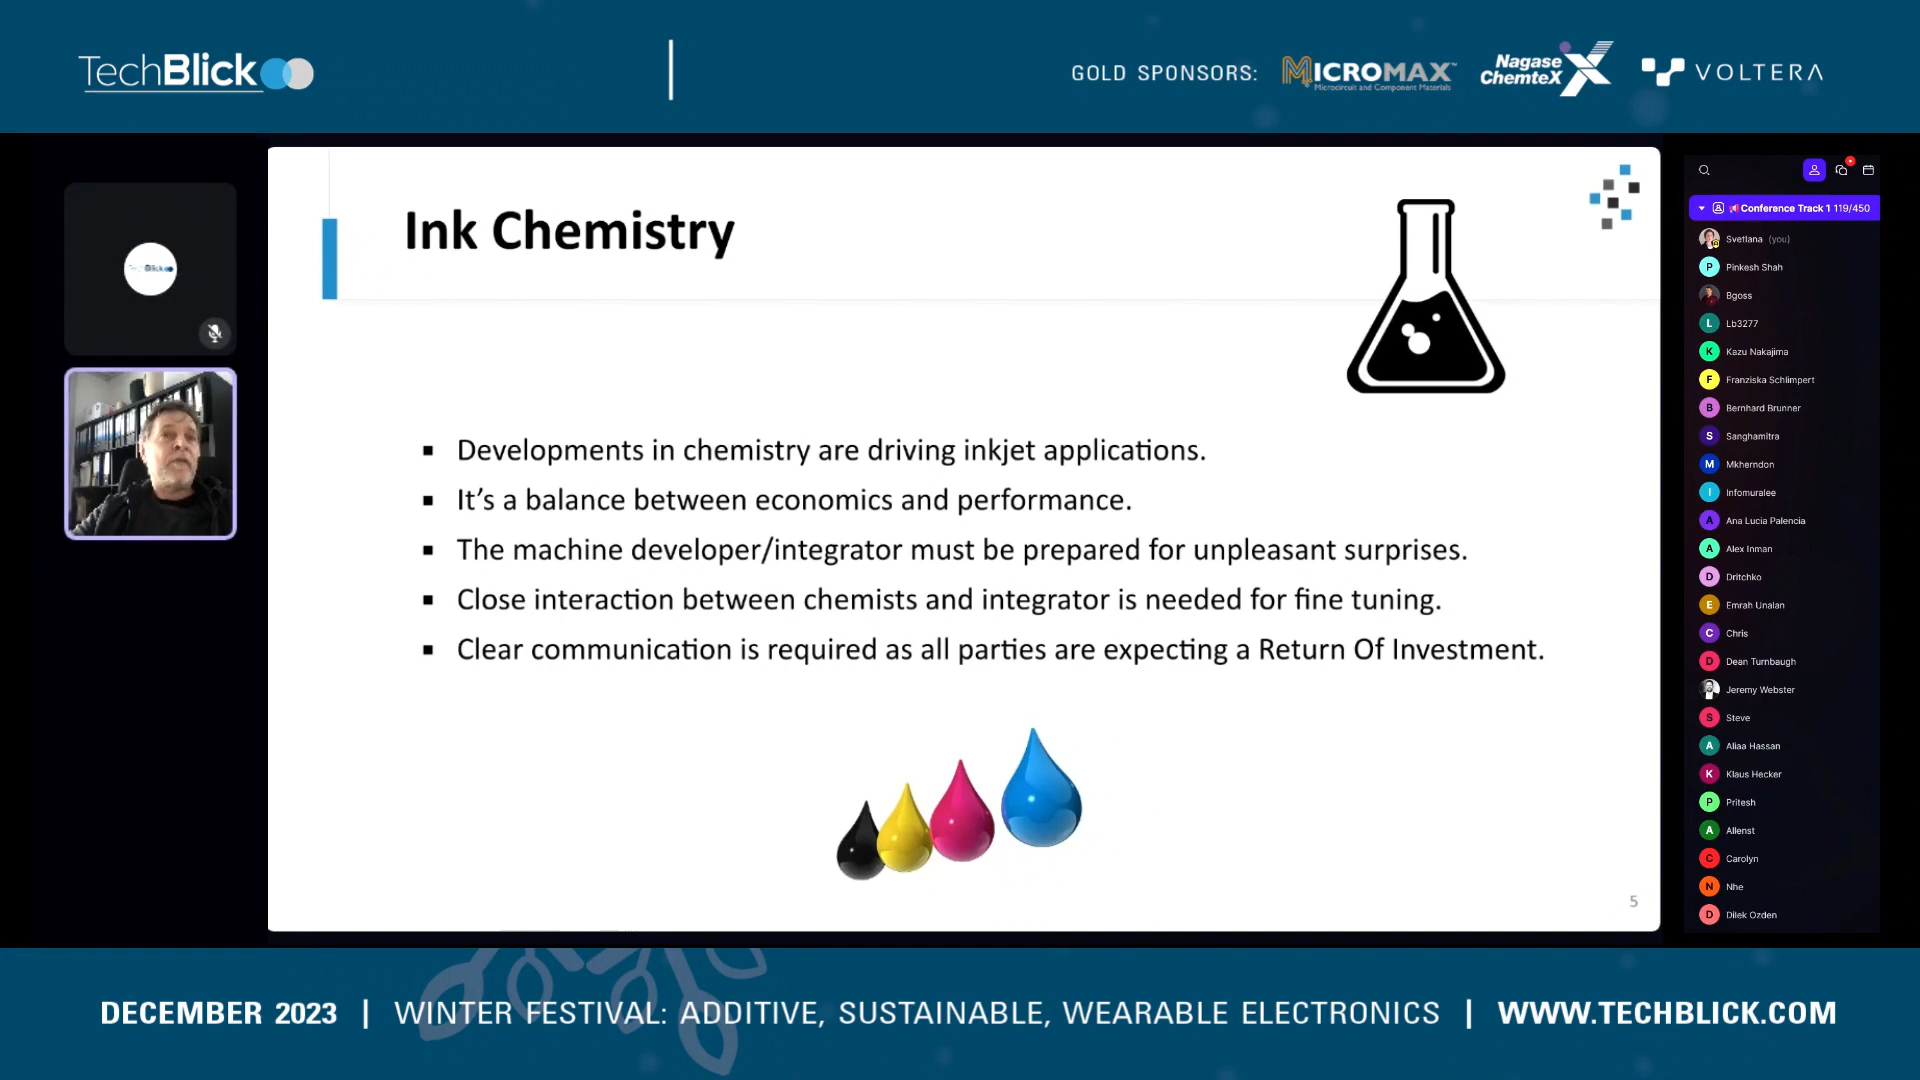 TechBlick
GOLD SPONSORS:
MICROMAX™
Microcircuit and Component Materials
Nagase
ChemteX
VOLTERA
Ink Chemistry
Developments in chemistry are driving inkjet applications.
It’s a balance between economics and performance.
The machine developer/integrator must be prepared for unpleasant surprises.
Close interaction between chemists and integrator is needed for fine tuning.
Clear communication is required as all parties are expecting a Return Of Investment.
5
Conference Track 1 119/450
Svetlana (you)
P Pinkesh Shah
Bgoss
L Lb3277
K Kazu Nakajima
F Franziska Schlimpert
B Bernhard Brunner
S Sanghamitra
M Mkherndon
I Infomuralee
A Ana Lucia Palencia
A Alex Inman
D Dritchko
E Emrah Unalan
C Chris
D Dean Turnbaugh
Jeremy Webster
S Steve
A Aliaa Hassan
K Klaus Hecker
P Pritesh
A Allenst
C Carolyn
N Nhe
D Dilek Ozden
DECEMBER 2023 | WINTER FESTIVAL: ADDITIVE, SUSTAINABLE, WEARABLE ELECTRONICS | WWW.TECHBLICK.COM